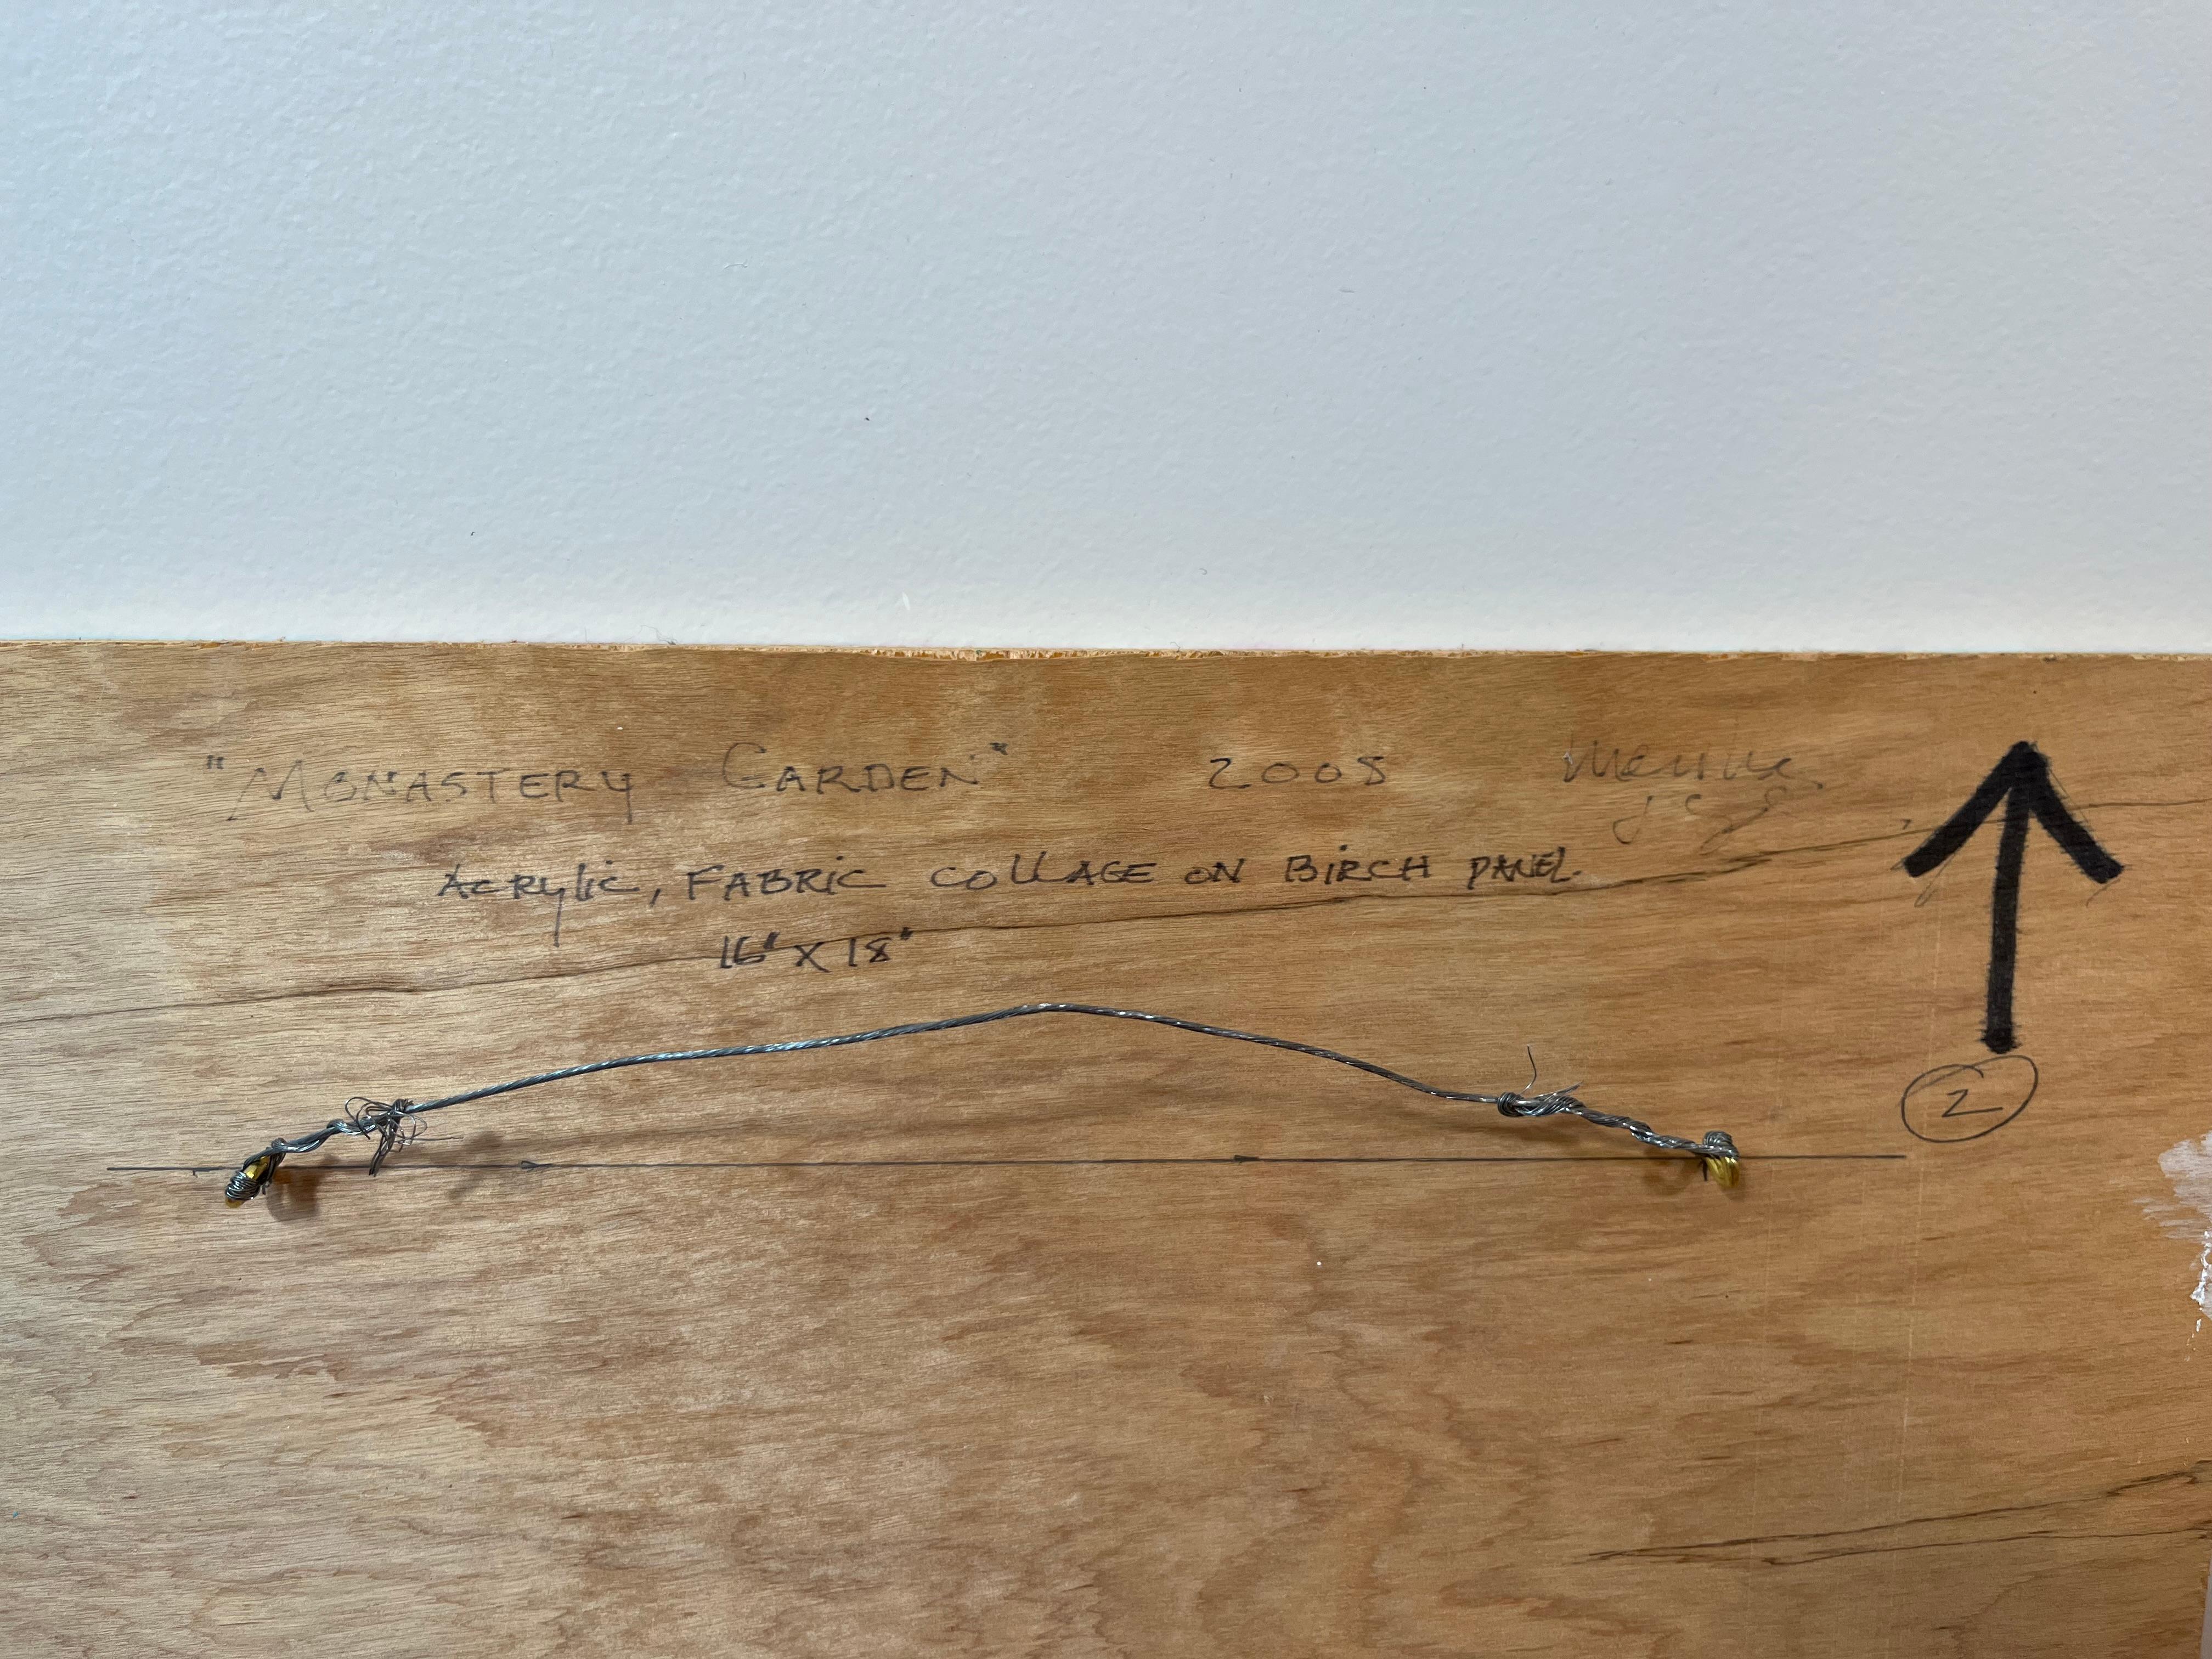 "MONASTERY GARDEN" 2008
ACRYLIC, FABRIC COLLAGE ON BIRCH PANEL
16" X 18"
2